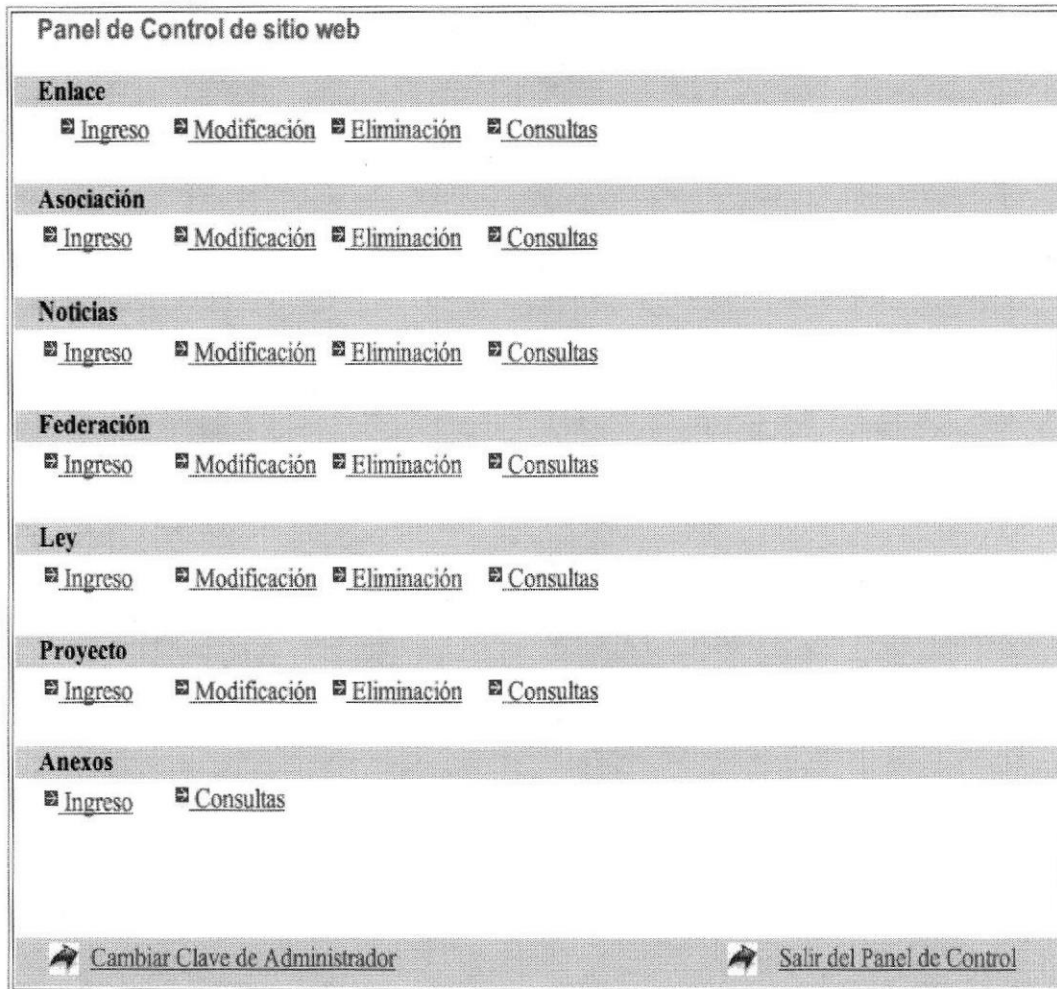 Panel de Control de sitio web
Enlace
Ingreso Modificación Eliminación Consultas
Asociación
Ingreso Modificación Eliminación Consultas
Noticias
Ingreso Modificación Eliminación Consultas
Federación
Ingreso Modificación Eliminación Consultas
Ley
Ingreso Modificación Eliminación Consultas
Proyecto
Ingreso Modificación Eliminación Consultas
Anexos
Ingreso Consultas
Cambiar Clave de Administrador Salir del Panel de Control